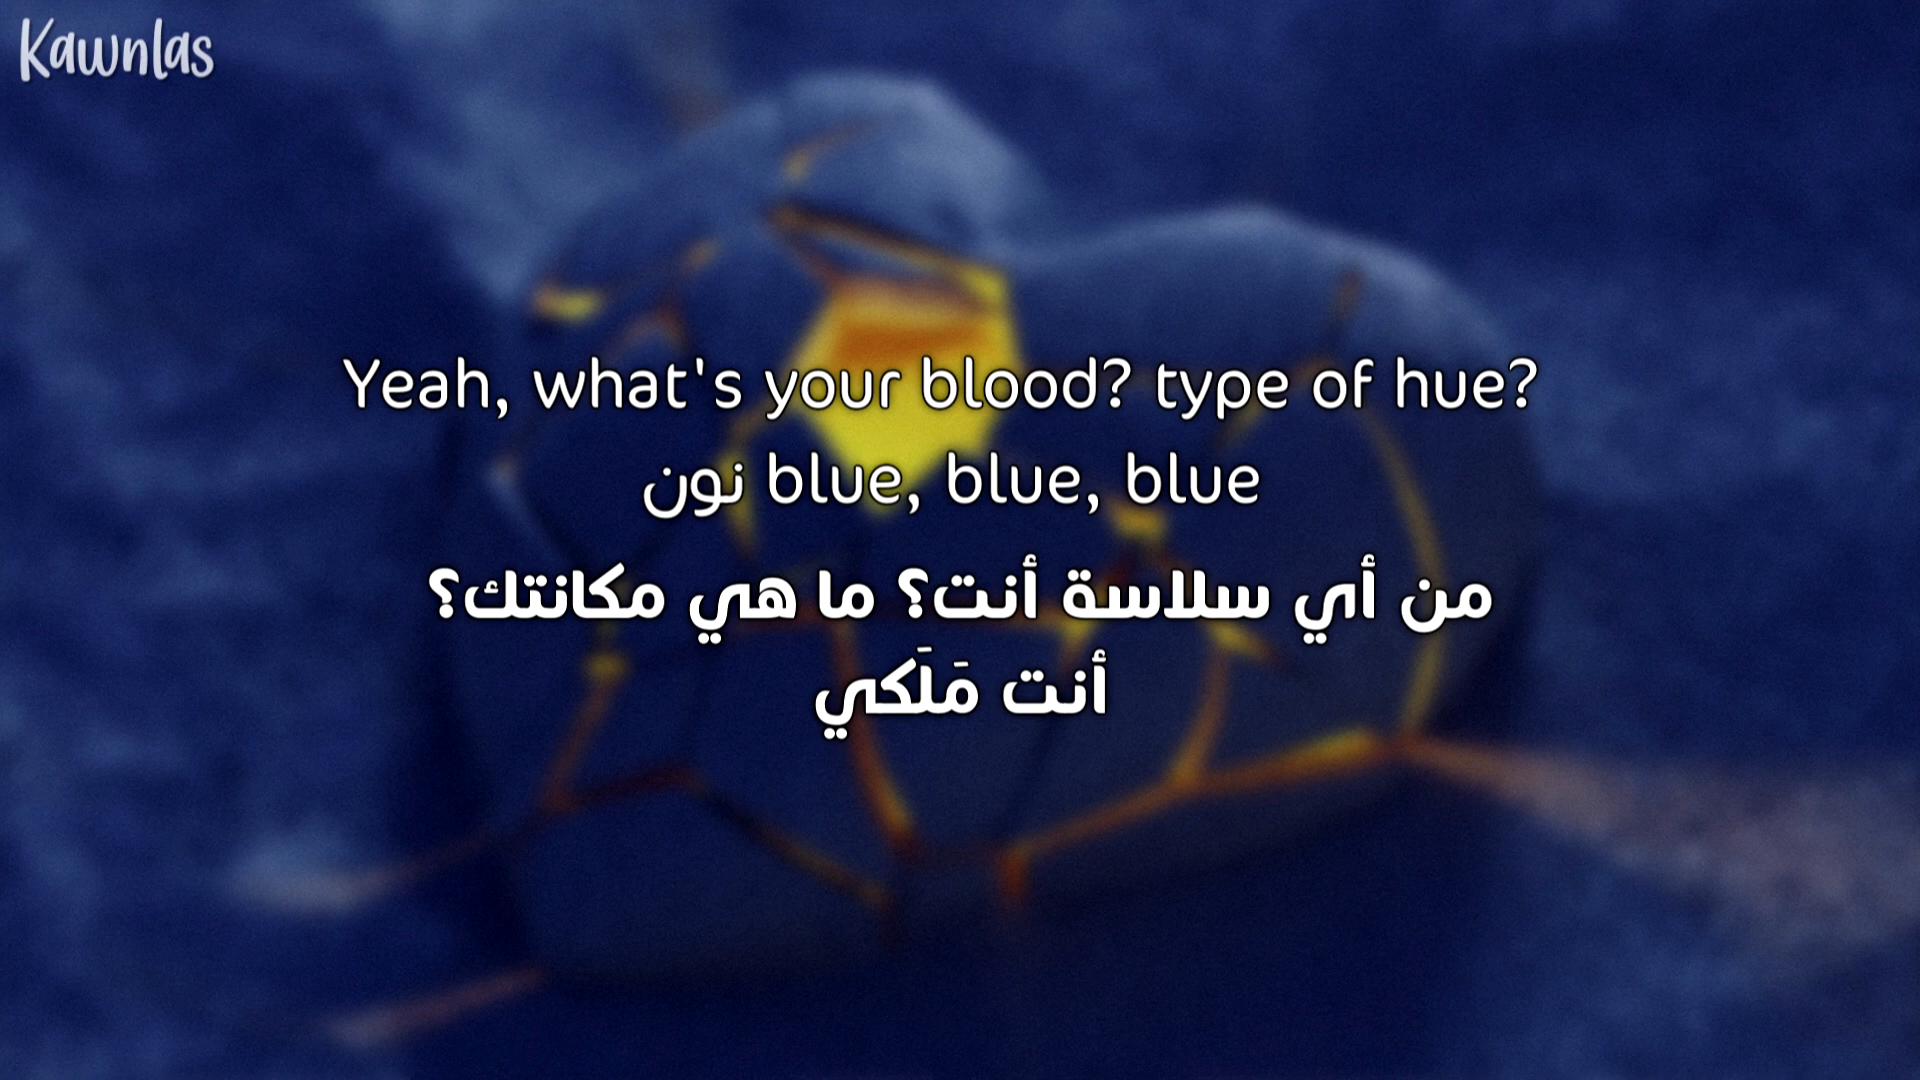 Kawnlas
Yeah, what's your blood? type of hue?
نون blue, blue, blue
من أي سلاسة أنت؟ ما هي مكانتك؟
أنت مَلَكي